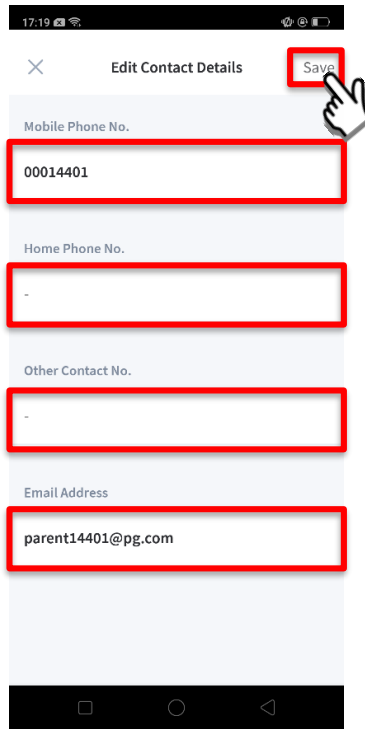 17:19
Edit Contact Details
Save
Mobile Phone No.
00014401
Home Phone No.
-
Other Contact No.
-
Email Address
parent14401@pg.com